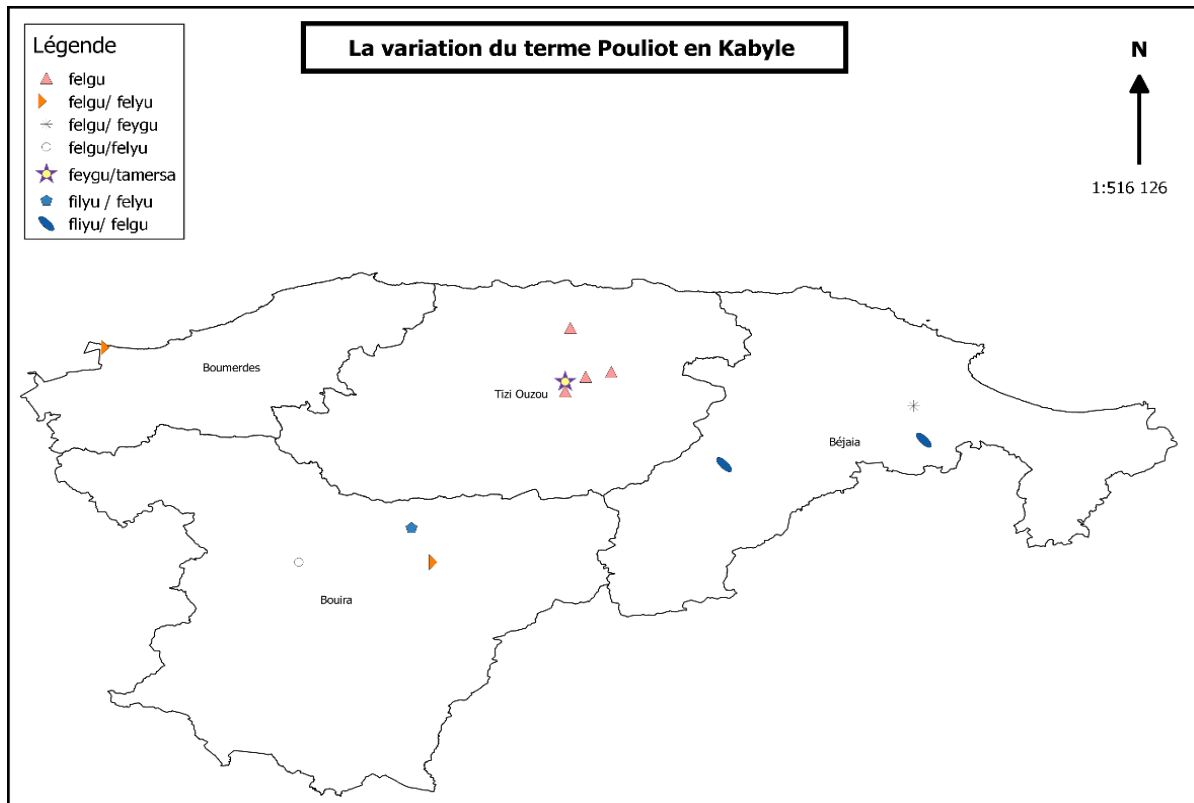 La variation du terme Pouliot en Kabyle
Légende
felgu
felgu/ felyu
felgu/ feygu
felgu/felyu
feygu/tamersa
filyu / felyu
fliyu/ felgu
N
1:516 126
Boumerdes
Tizi Ouzou
Béjaia
Bouira